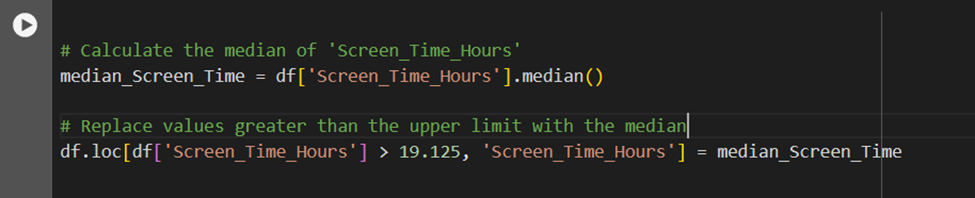 # Calculate the median of 'Screen_Time_Hours'
median_Screen_Time = df['Screen_Time_Hours'].median()
# Replace values greater than the upper limit with the median
df.loc[df['Screen_Time_Hours'] > 19.125, 'Screen_Time_Hours'] = median_Screen_Time